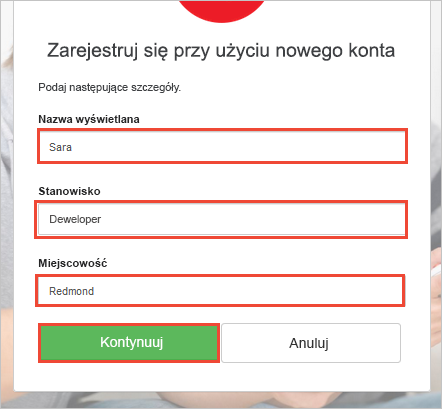 Zarejestruj się przy użyciu nowego konta
Podaj następujące szczegóły.
Nazwa wyświetlana
Sara
Stanowisko
Deweloper
Miejscowość
Redmond
Kontynuuj Anuluj